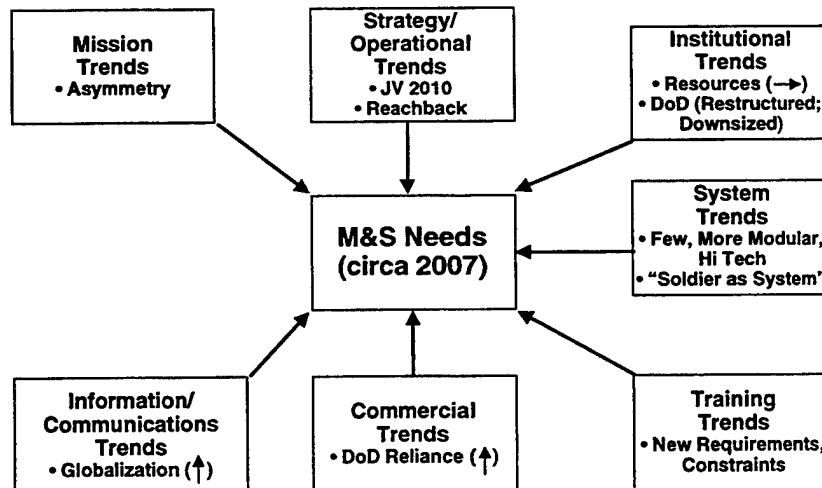 Mission
Trends
• Asymmetry
Strategy/
Operational
Trends
• JV 2010
• Reachback
Institutional
Trends
• Resources (→)
• DoD (Restructured;
Downsized)
M&S Needs
(circa 2007)
System
Trends
• Few, More Modular,
Hi Tech
• “Soldier as System”
Information/
Communications
Trends
• Globalization (↑)
Commercial
Trends
• DoD Reliance (↑)
Training
Trends
• New Requirements,
Constraints